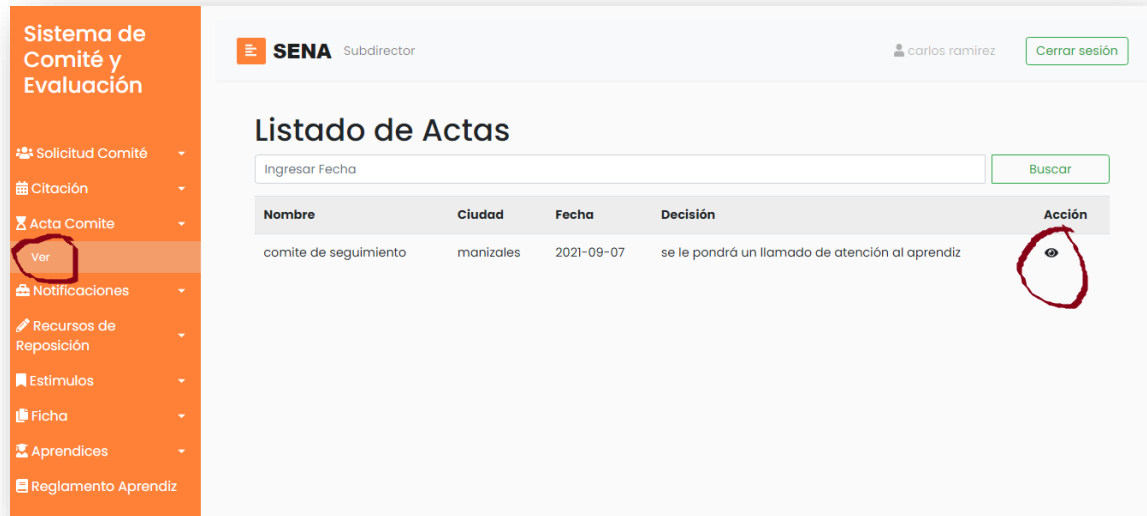 Sistema de
Comité y
Evaluación
Solicitud Comité
Citación
Acta Comite
Ver
Notificaciones
Recursos de
Reposición
Estimulos
Ficha
Aprendices
Reglamento Aprendiz
SENA Subdirector
carlos ramirez
Cerrar sesión
Listado de Actas
Ingresar Fecha
Buscar
Nombre Ciudad Fecha Decisión Acción
comite de seguimiento manizales 2021-09-07 se le pondrá un llamado de atención al aprendiz